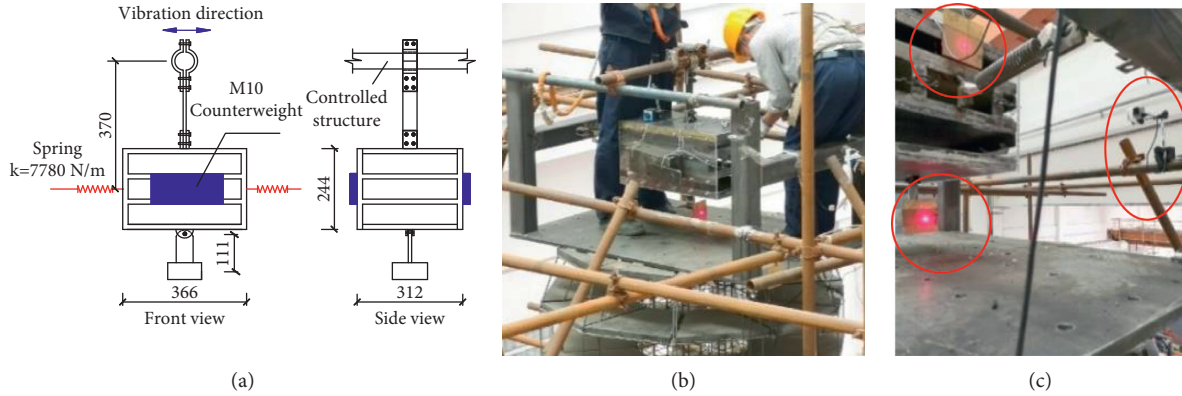 Vibration direction
M10
Counterweight
370
Spring
k=7780 N/m
111
366
Front view
Controlled
structure
244
312
Side view
(a)
(b)
(c)